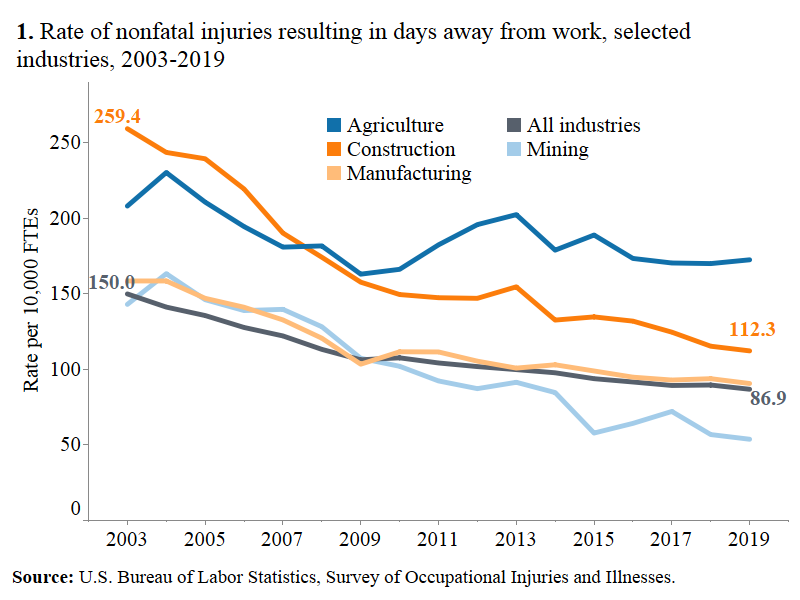 1. Rate of nonfatal injuries resulting in days away from work, selected
industries, 2003-2019
259.4
Agriculture
All industries
Construction
Mining
Manufacturing
250
200
150.0
150
112.3
100
86.9
50
0
Rate per 10,000 FTEs
2003 2005 2007 2009 2011 2013 2015 2017 2019
Source: U.S. Bureau of Labor Statistics, Survey of Occupational Injuries and Illnesses.